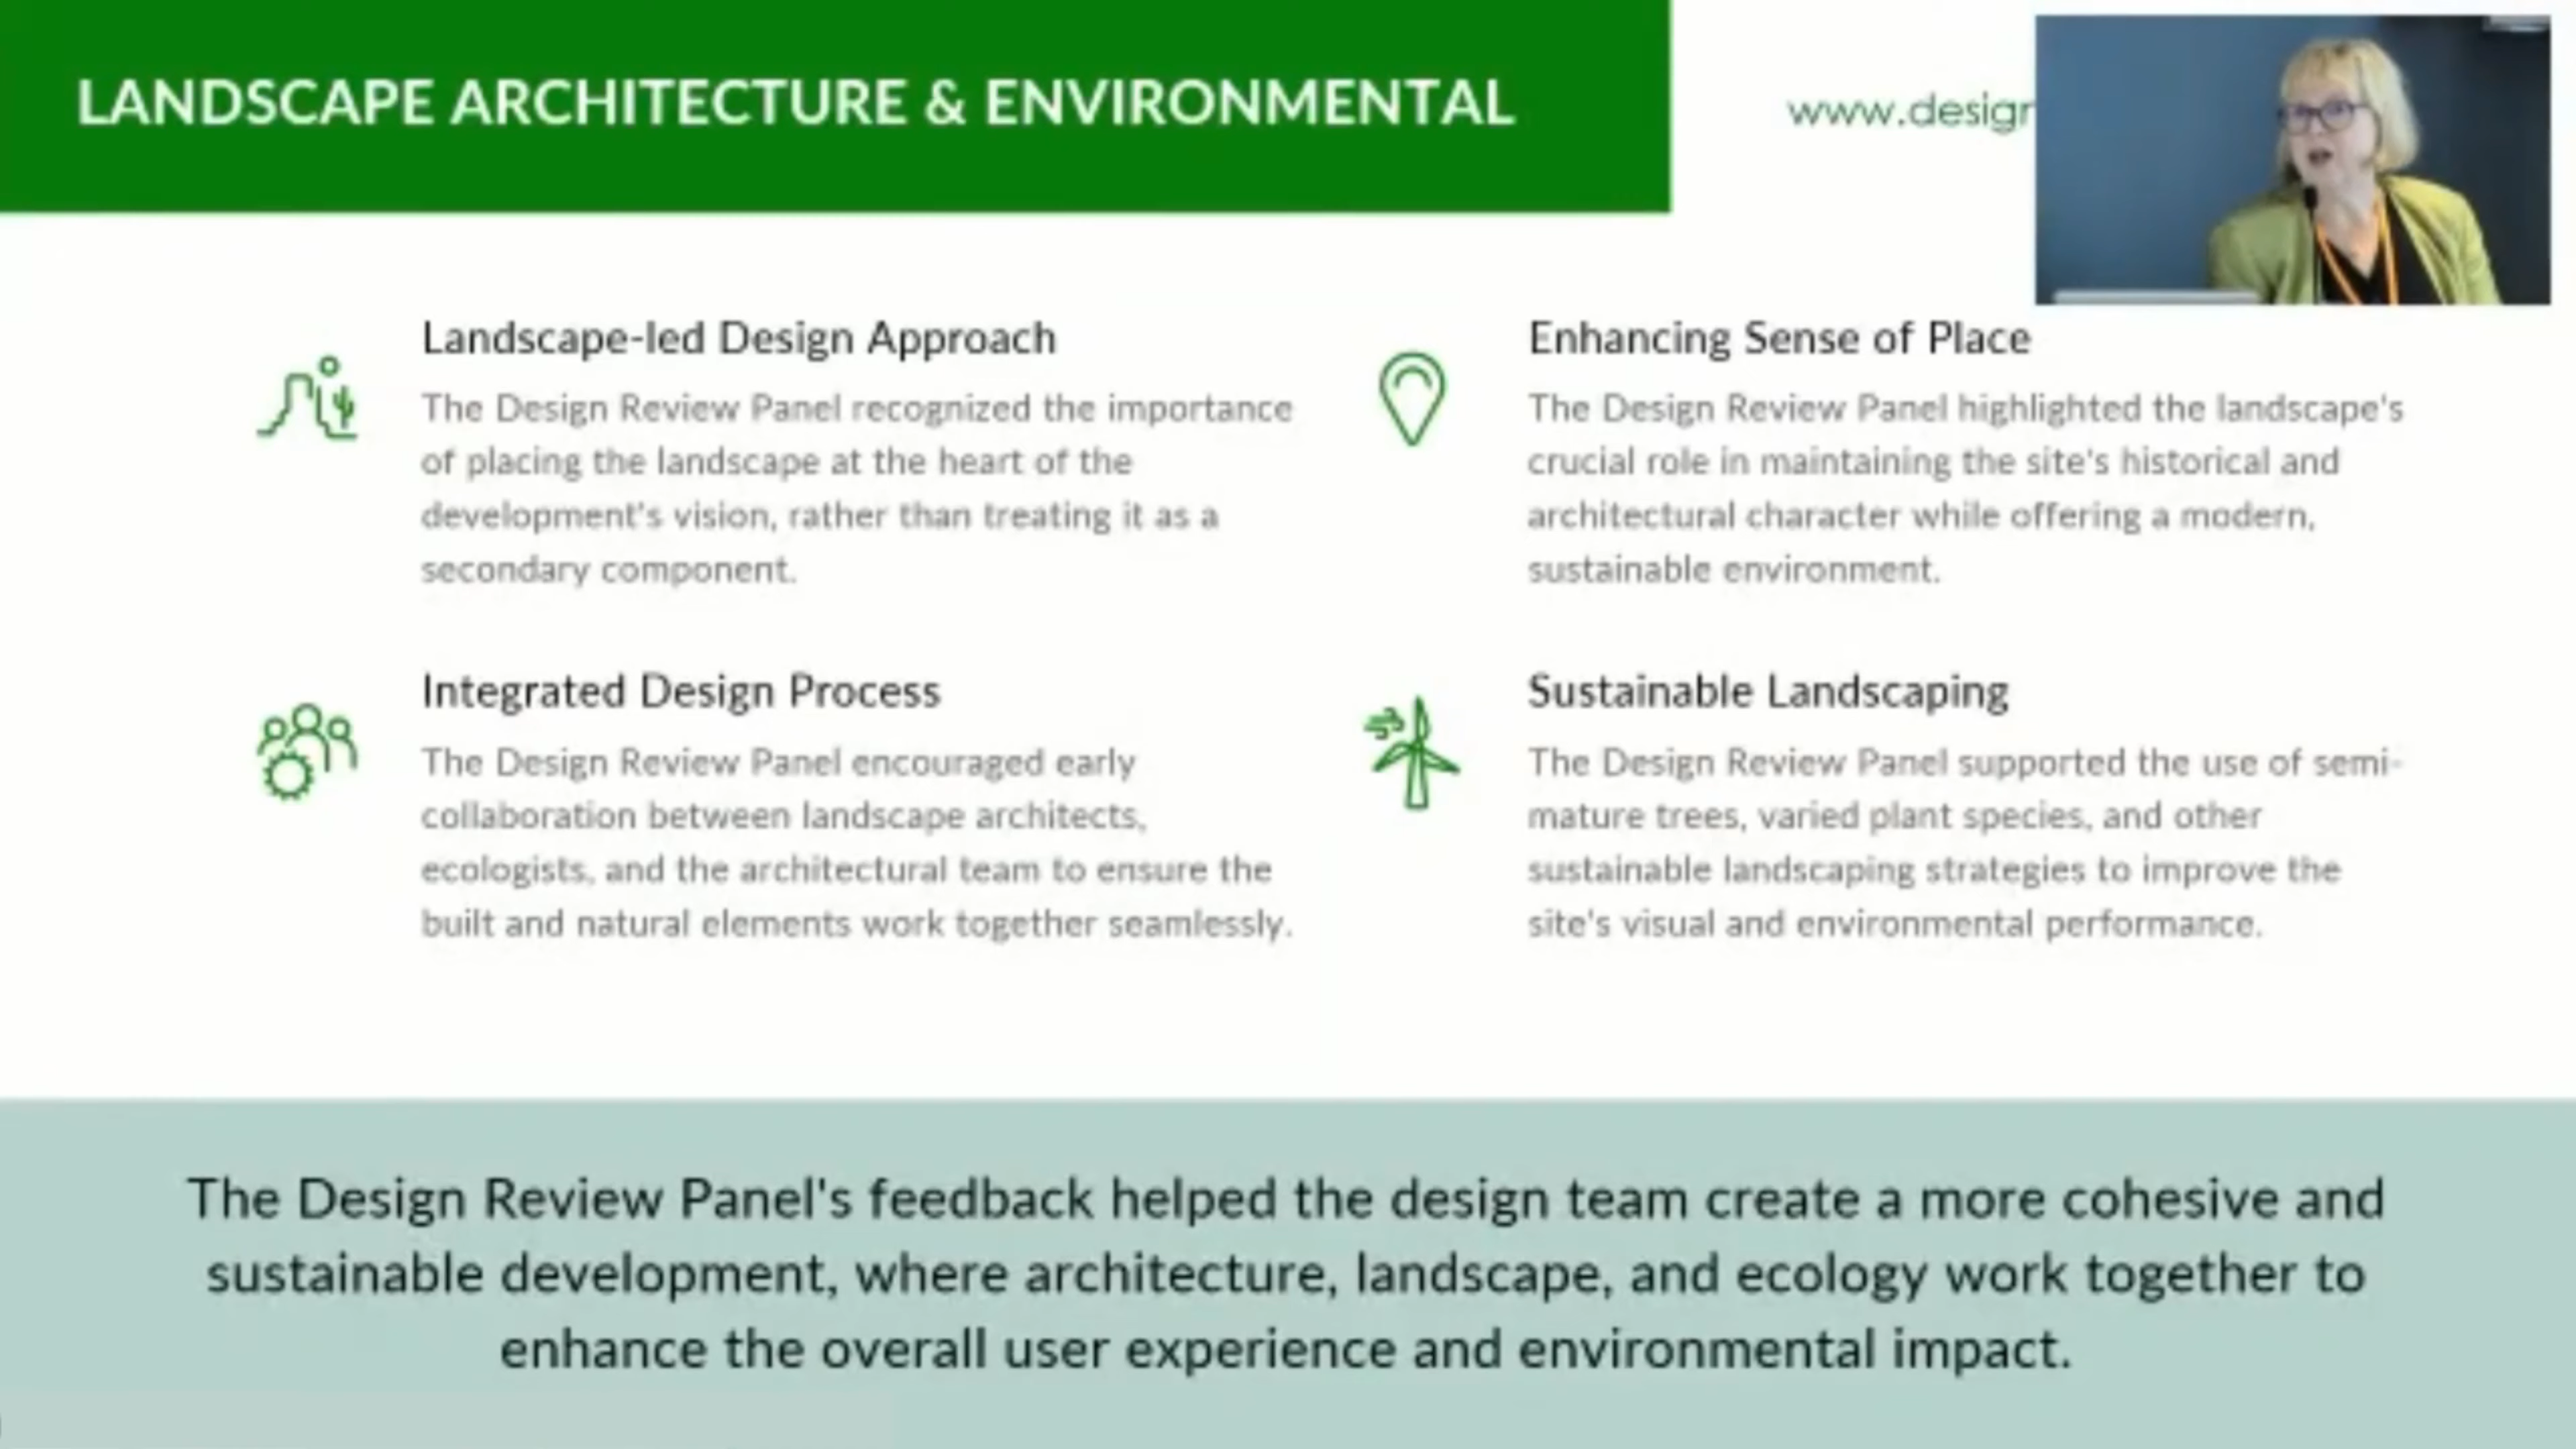 LANDSCAPE ARCHITECTURE & ENVIRONMENTAL
www.design
Landscape-led Design Approach
The Design Review Panel recognized the importance
of placing the landscape at the heart of the
development's vision, rather than treating it as a
secondary component.
Enhancing Sense of Place
The Design Review Panel highlighted the landscape's
crucial role in maintaining the site's historical and
architectural character while offering a modern,
sustainable environment.
Integrated Design Process
The Design Review Panel encouraged early
collaboration between landscape architects,
ecologists, and the architectural team to ensure the
built and natural elements work together seamlessly.
Sustainable Landscaping
The Design Review Panel supported the use of semi-
mature trees, varied plant species, and other
sustainable landscaping strategies to improve the
site's visual and environmental performance.
The Design Review Panel's feedback helped the design team create a more cohesive and
sustainable development, where architecture, landscape, and ecology work together to
enhance the overall user experience and environmental impact.